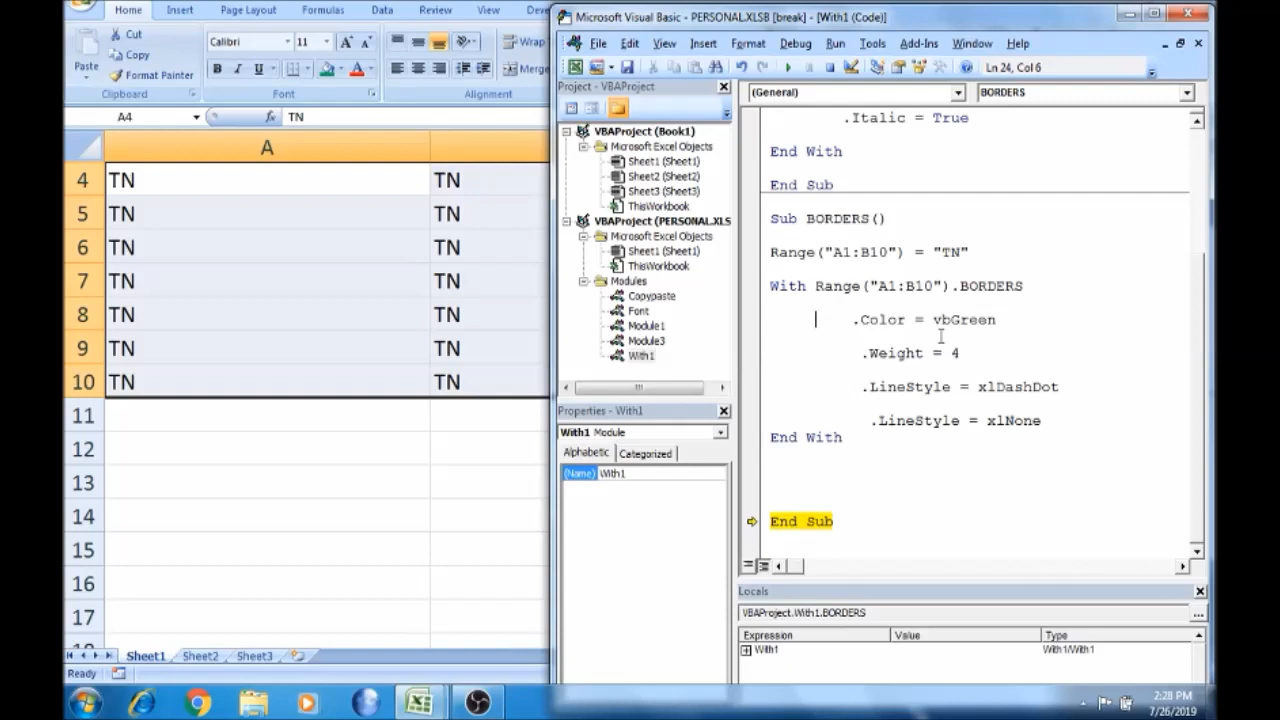 Home Insert Page Layout Formulas Data Review View
Cut
Copy
Format Painter
Paste
Clipboard
Calibri 11
B I U
Font
Wrap
Merge
Alignment
A4 fx TN
A
4 TN TN
5 TN TN
6 TN TN
7 TN TN
8 TN TN
9 TN TN
10 TN TN
11
12
13
14
15
16
17
Sheet1 Sheet2 Sheet3
Ready
Microsoft Visual Basic - PERSONAL.XLSB [break] - [With1 (Code)]
File Edit View Insert Format Debug Run Tools Add-Ins Window Help
Ln 24, Col 6
Project - VBAProject
VBAProject (Book1)
Microsoft Excel Objects
Sheet1 (Sheet1)
Sheet2 (Sheet2)
Sheet3 (Sheet3)
ThisWorkbook
VBAProject (PERSONAL.XLS
Microsoft Excel Objects
Sheet1 (Sheet1)
ThisWorkbook
Modules
Copypaste
Font
Module1
Module3
With1
Properties - With1
With1 Module
Alphabetic Categorized
(Name) With1
(General) BORDERS
.Italic = True
End With
End Sub
Sub BORDERS()
Range("A1:B10") = "TN"
With Range("A1:B10").BORDERS
.Color = vbGreen
.Weight = 4
.LineStyle = xlDashDot
.LineStyle = xlNone
End With
End Sub
Locals
VBAProject.With1.BORDERS
Expression Value Type
With1 With1/With1
2:28 PM
7/26/2019